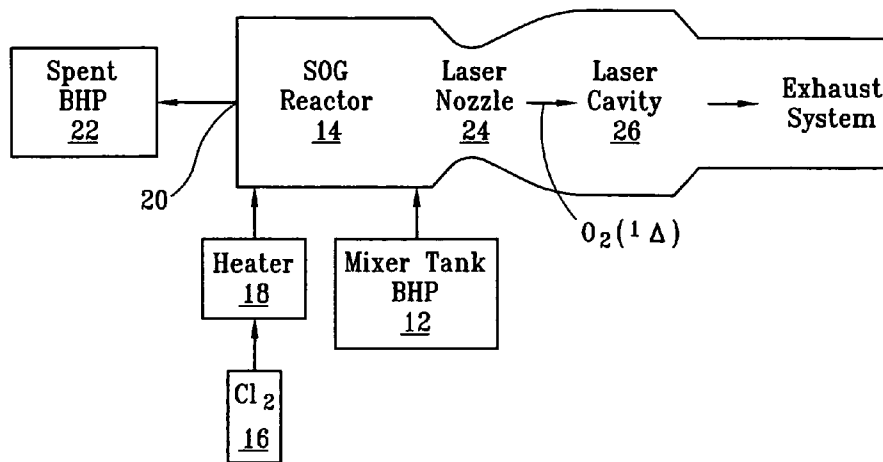 Spent
BHP
22
SOG
Reactor
14
Laser
Nozzle
24
Laser
Cavity
26
Exhaust
System
20
O₂(¹Δ)
Heater
18
Mixer Tank
BHP
12
Cl₂
16